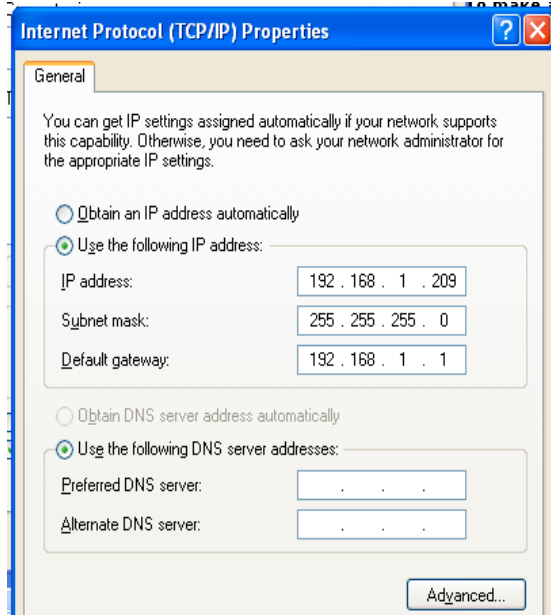 To make
Internet Protocol (TCP/IP) Properties
General
You can get IP settings assigned automatically if your network supports
this capability. Otherwise, you need to ask your network administrator for
the appropriate IP settings.
Obtain an IP address automatically
Use the following IP address:
IP address: 192 . 168 . 1 . 209
Subnet mask: 255 . 255 . 255 . 0
Default gateway: 192 . 168 . 1 . 1
Obtain DNS server address automatically
Use the following DNS server addresses:
Preferred DNS server: . . .
Alternate DNS server: . . .
Advanced...